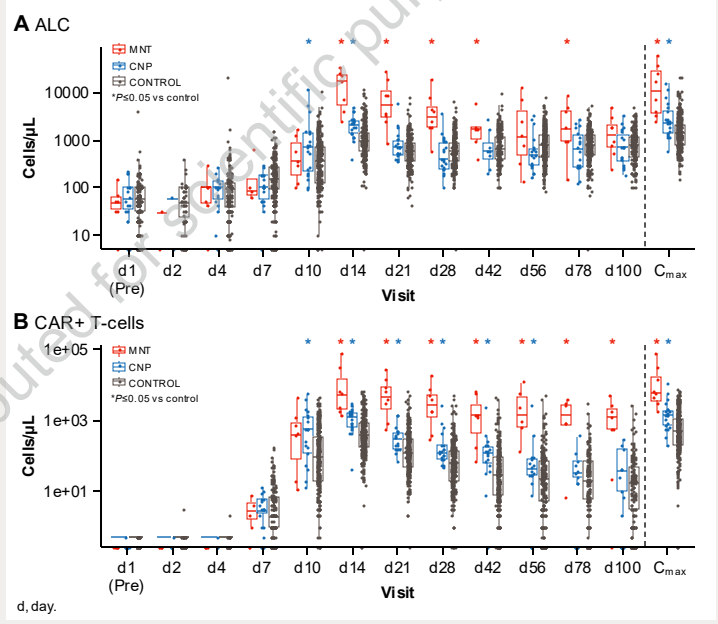 A ALC
MNT
CNP
CONTROL
*P≤0.05 vs control
* * * * * * * * *
Cells/µL
10000
1000
100
10
d1 d2 d4 d7 d10 d14 d21 d28 d42 d56 d78 d100 Cmax
(Pre)
Visit
B CAR+ T-cells
MNT
CNP
CONTROL
*P≤0.05 vs control
* * * * * * * * * * * * * * *
Cells/µL
1e+05
1e+03
1e+01
d1 d2 d4 d7 d10 d14 d21 d28 d42 d56 d78 d100 Cmax
(Pre)
Visit
d, day.
for scientific